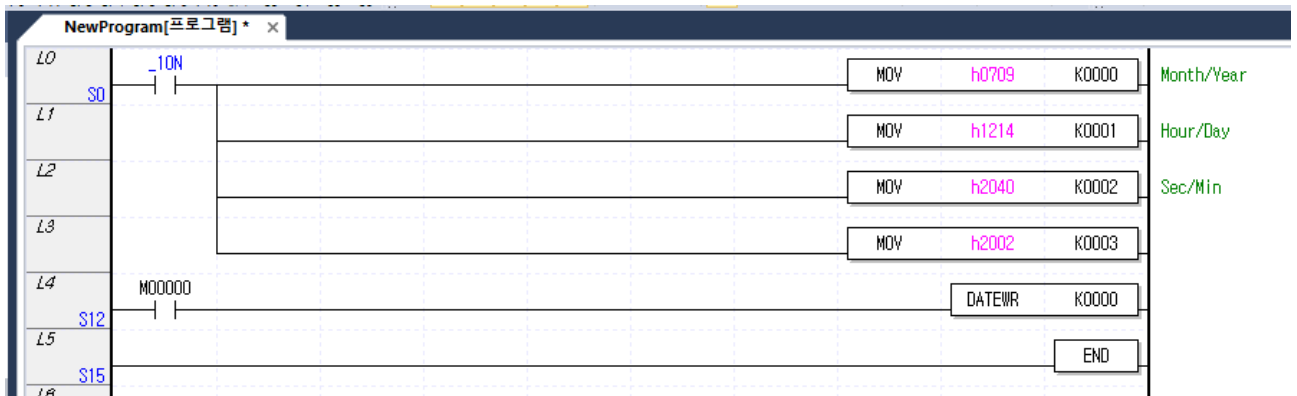 NewProgram[프로그램] * ×
L0
_1ON
MOV h0709 K0000 Month/Year
S0
L1
MOV h1214 K0001 Hour/Day
L2
MOV h2040 K0002 Sec/Min
L3
MOV h2002 K0003
L4
M00000
DATEWR K0000
S12
L5
END
S15